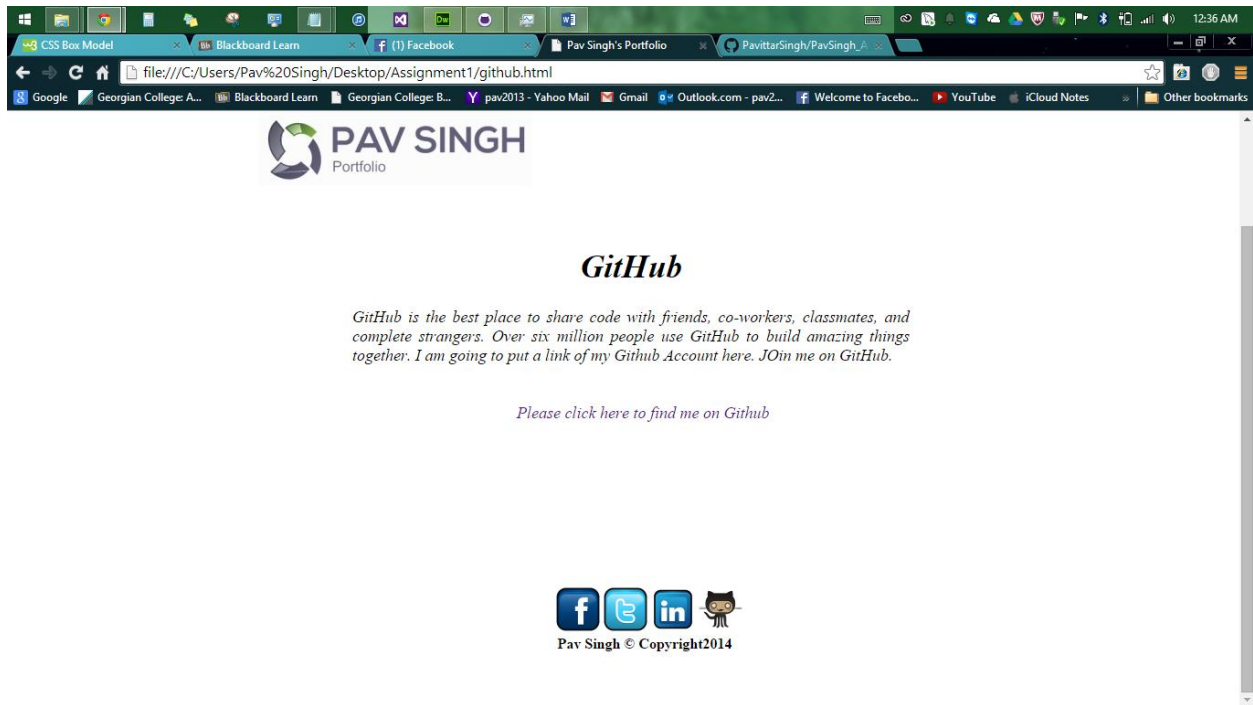 12:36 AM
CSS Box Model
Blackboard Learn
(1) Facebook
Pav Singh's Portfolio
PavittarSingh/PavSingh_A
file:///C:/Users/Pav%20Singh/Desktop/Assignment1/github.html
Google Georgian College: A... Blackboard Learn Georgian College: B... pav2013 - Yahoo Mail Gmail Outlook.com - pav2... Welcome to Facebo... YouTube iCloud Notes » Other bookmarks
PAV SINGH
Portfolio
GitHub
GitHub is the best place to share code with friends, co-workers, classmates, and
complete strangers. Over six million people use GitHub to build amazing things
together. I am going to put a link of my Github Account here. JOin me on GitHub.
Please click here to find me on Github
Pav Singh © Copyright2014